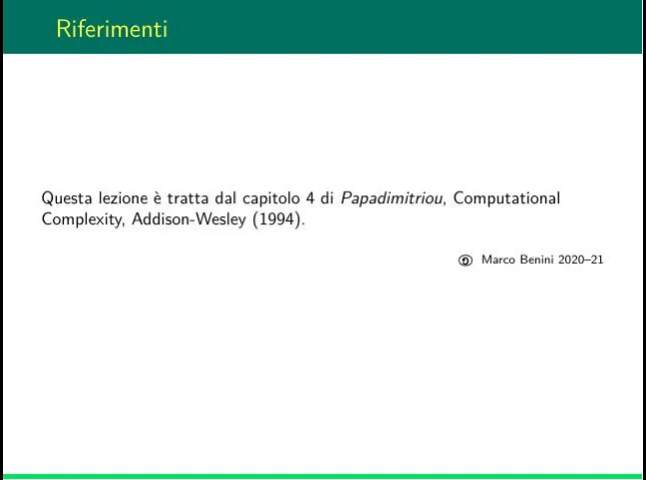 Riferimenti
Questa lezione è tratta dal capitolo 4 di Papadimitriou, Computational
Complexity, Addison-Wesley (1994).
Marco Benini 2020–21